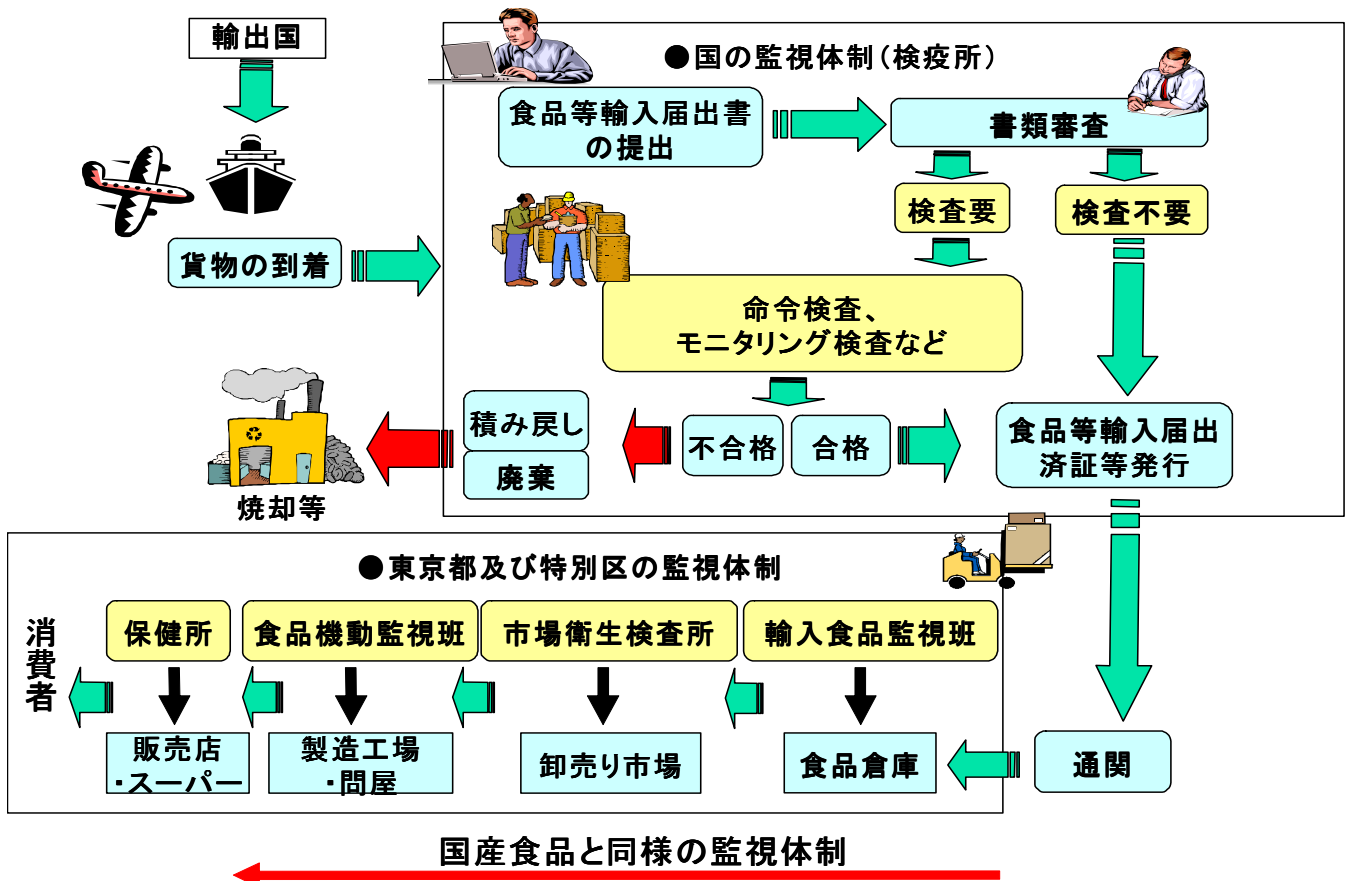 輸出国
●国の監視体制（検疫所）
食品等輸入届出書
の提出
書類審査
検査要
検査不要
貨物の到着
命令検査、
モニタリング検査など
積み戻し
廃棄
不合格
合格
食品等輸入届出
済証等発行
焼却等
●東京都及び特別区の監視体制
消費者
保健所
食品機動監視班
市場衛生検査所
輸入食品監視班
販売店
・スーパー
製造工場
・問屋
卸売り市場
食品倉庫
通関
国産食品と同様の監視体制